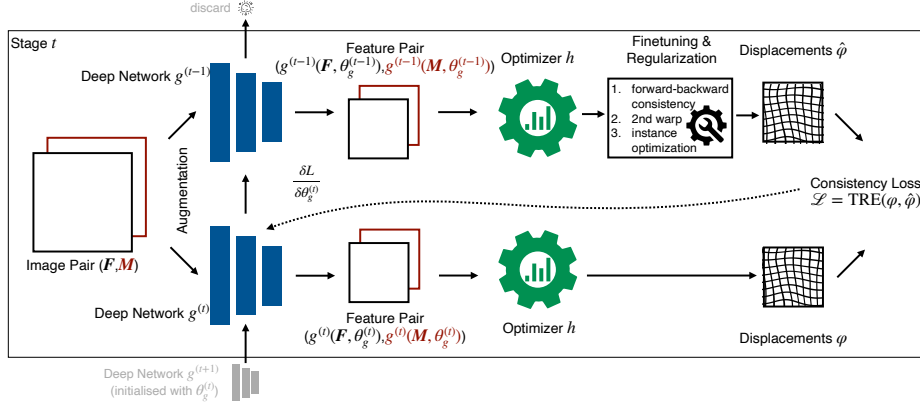 discard
Stage t
Deep Network g^(t-1)
Feature Pair
(g^(t-1)(F, θ_g^(t-1)),g^(t-1)(M, θ_g^(t-1)))
Optimizer h
Finetuning &
Regularization
1. forward-backward
consistency
2. 2nd warp
3. instance
optimization
Displacements φ̂
Augmentation
δL
δθ_g^(t)
Consistency Loss
ℒ = TRE(φ, φ̂)
Image Pair (F,M)
Deep Network g^(t)
Feature Pair
(g^(t)(F, θ_g^(t)),g^(t)(M, θ_g^(t)))
Optimizer h
Displacements φ
Deep Network g^(t+1)
(initialised with θ_g^(t))